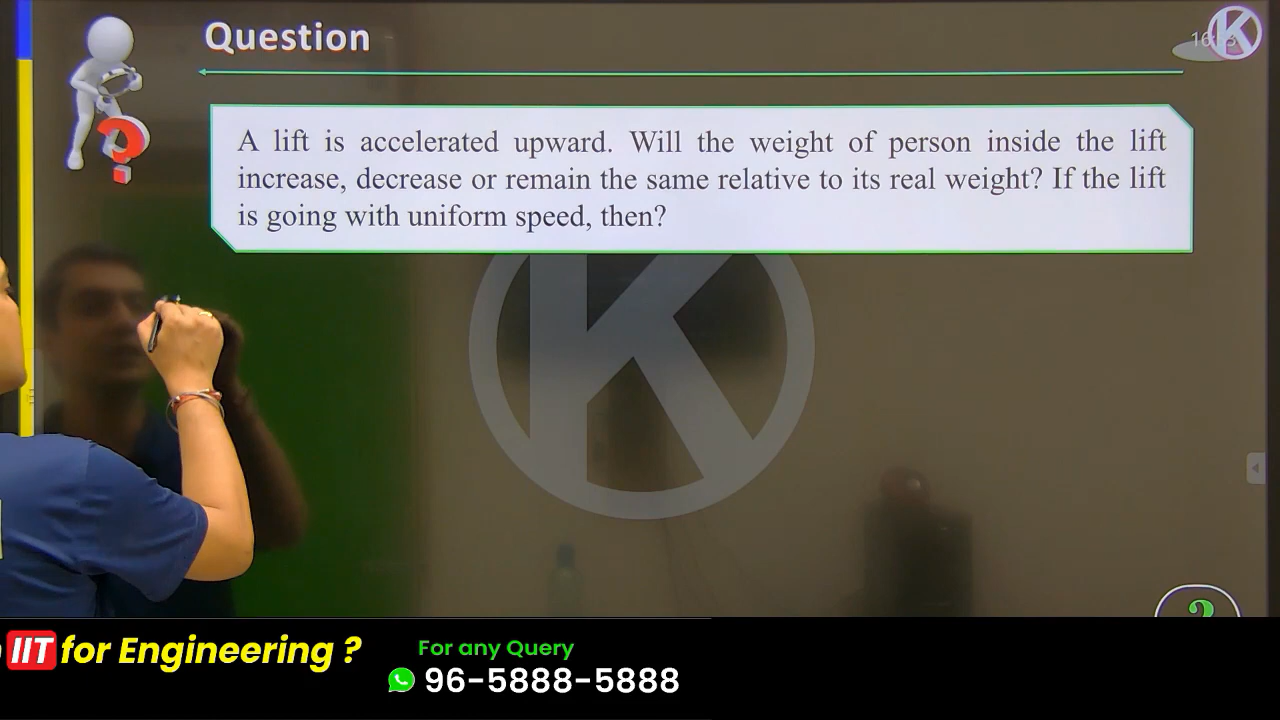 Question
A lift is accelerated upward. Will the weight of person inside the lift
increase, decrease or remain the same relative to its real weight? If the lift
is going with uniform speed, then?
K
K
?
IIT for Engineering ?
For any Query
96-5888-5888